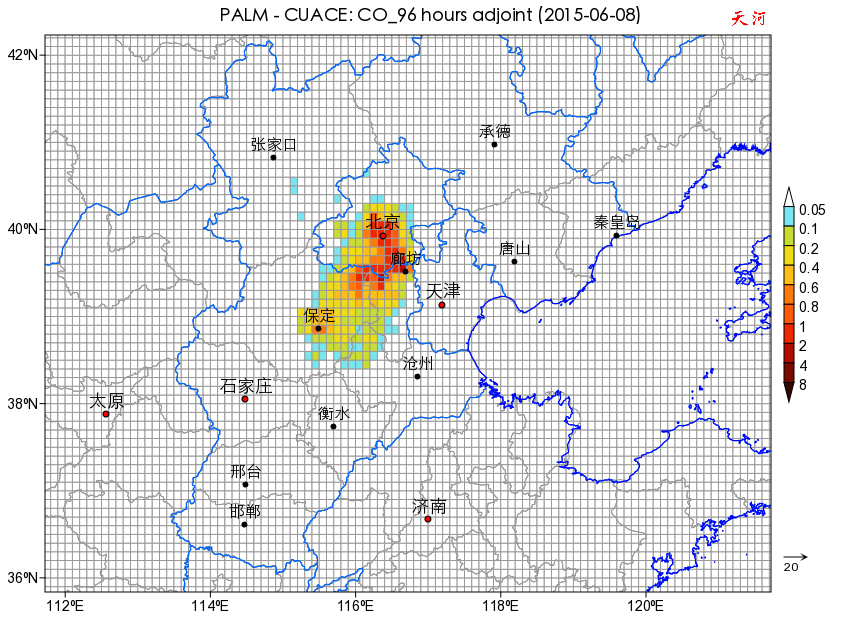 PALM - CUACE: CO_96 hours adjoint (2015-06-08)
天河
42°N
承德
张家口
0.05
北京
秦皇岛
0.1
40°N
唐山
0.2
廊坊
0.4
天津
0.6
保定
0.8
1
2
沧州
4
石家庄
8
太原
38°N
衡水
邢台
济南
邯郸
20
36°N
112°E
114°E
116°E
118°E
120°E